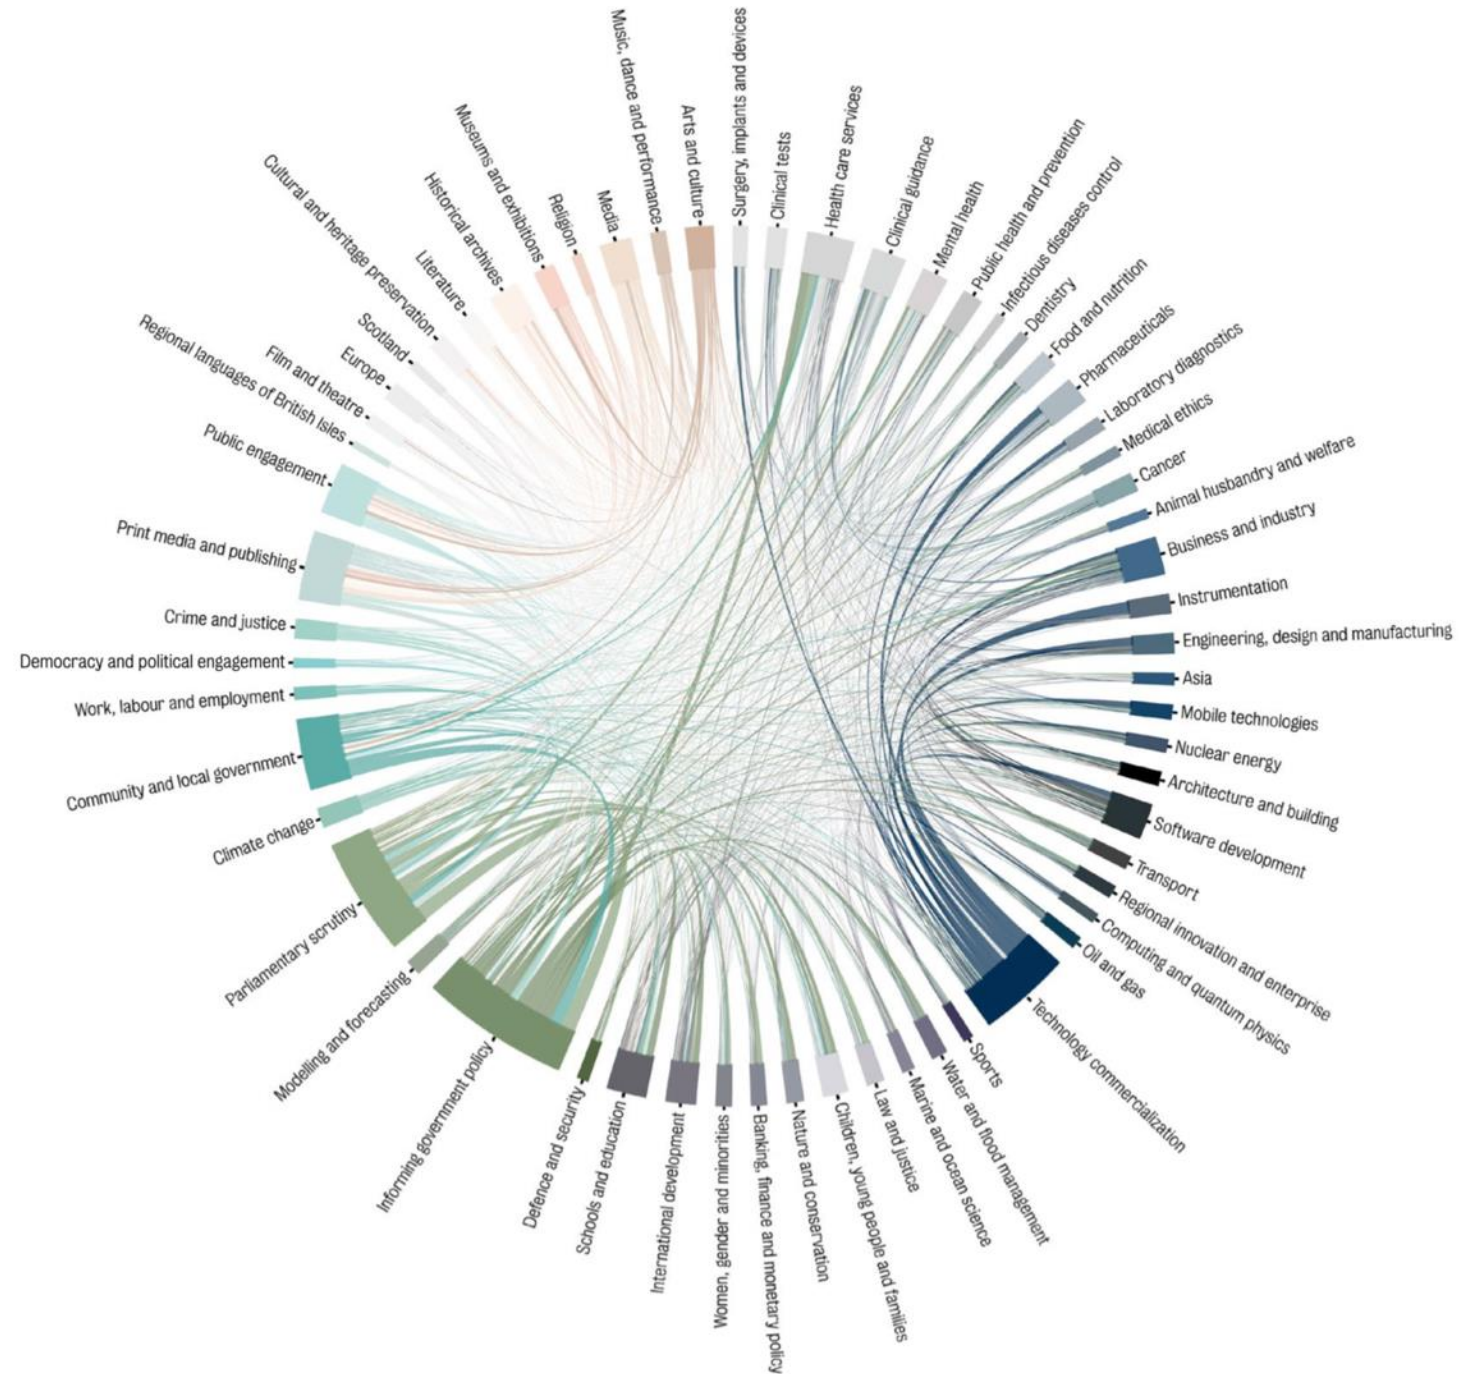 Surgery, implants and devices
Clinical tests
Health care services
Clinical guidance
Mental health
Public health and prevention
Infectious diseases control
Dentistry
Food and nutrition
Pharmaceuticals
Laboratory diagnostics
Medical ethics
Cancer
Animal husbandry and welfare
Business and industry
Instrumentation
Engineering, design and manufacturing
Asia
Mobile technologies
Nuclear energy
Architecture and building
Software development
Transport
Regional innovation and enterprise
Computing and quantum physics
Oil and gas
Technology commercialization
Sports
Water and flood management
Marine and ocean science
Law and justice
Children, young people and families
Nature and conservation
Banking, finance and monetary policy
Women, gender and minorities
International development
Schools and education
Defence and security
Informing government policy
Modelling and forecasting
Parliamentary scrutiny
Climate change
Community and local government
Work, labour and employment
Democracy and political engagement
Crime and justice
Print media and publishing
Public engagement
Regional languages of British Isles
Film and theatre
Europe
Scotland
Cultural and heritage preservation
Literature
Historical archives
Museums and exhibitions
Religion
Media
Music, dance and performance
Arts and culture